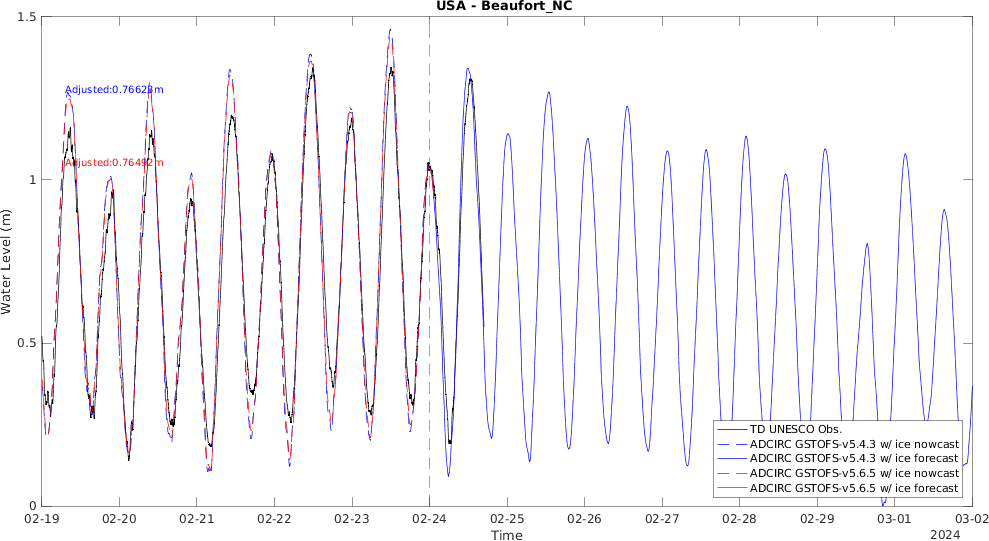 USA - Beaufort_NC
1.5
1
0.5
0
Water Level (m)
Adjusted:0.76623m
Adjusted:0.76492m
TD UNESCO Obs.
ADCIRC GSTOFS-v5.4.3 w/ ice nowcast
ADCIRC GSTOFS-v5.4.3 w/ ice forecast
ADCIRC GSTOFS-v5.6.5 w/ ice nowcast
ADCIRC GSTOFS-v5.6.5 w/ ice forecast
02-19 02-20 02-21 02-22 02-23 02-24 02-25 02-26 02-27 02-28 02-29 03-01 03-02
Time
2024